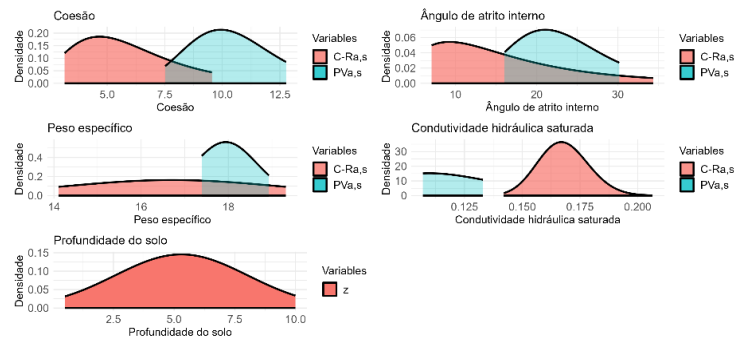 Coesão
Densidade
0.20
0.15
0.10
0.05
0.00
5.0 7.5 10.0 12.5
Coesão
Variables
C-Ra,s
PVa,s
Ângulo de atrito interno
Densidade
0.06
0.04
0.02
0.00
10 20 30
Ângulo de atrito interno
Variables
C-Ra,s
PVa,s
Peso específico
Densidade
0.4
0.2
0.0
14 16 18
Peso específico
Variables
C-Ra,s
PVa,s
Condutividade hidráulica saturada
Densidade
30
20
10
0
0.125 0.150 0.175 0.200
Condutividade hidráulica saturada
Variables
C-Ra,s
PVa,s
Profundidade do solo
Densidade
0.15
0.10
0.05
0.00
2.5 5.0 7.5 10.0
Profundidade do solo
Variables
z